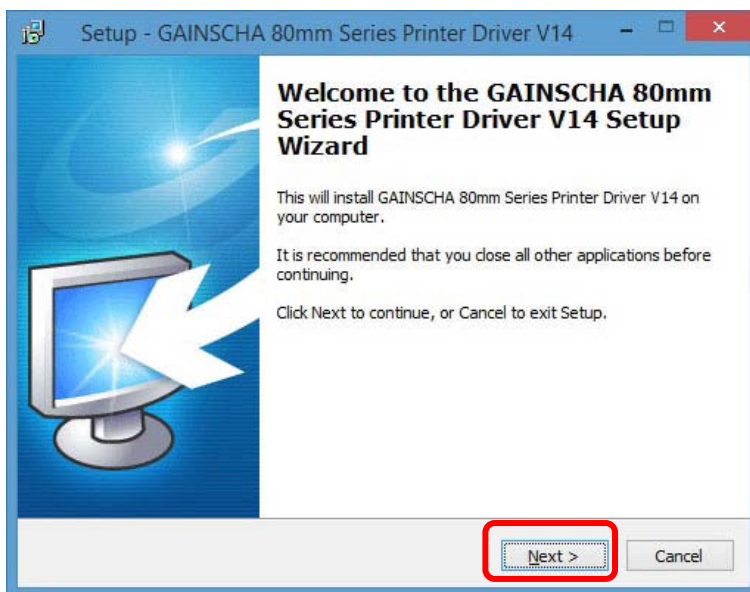 Setup - GAINSCHA 80mm Series Printer Driver V14
Welcome to the GAINSCHA 80mm
Series Printer Driver V14 Setup
Wizard
This will install GAINSCHA 80mm Series Printer Driver V14 on
your computer.
It is recommended that you close all other applications before
continuing.
Click Next to continue, or Cancel to exit Setup.
Next >
Cancel